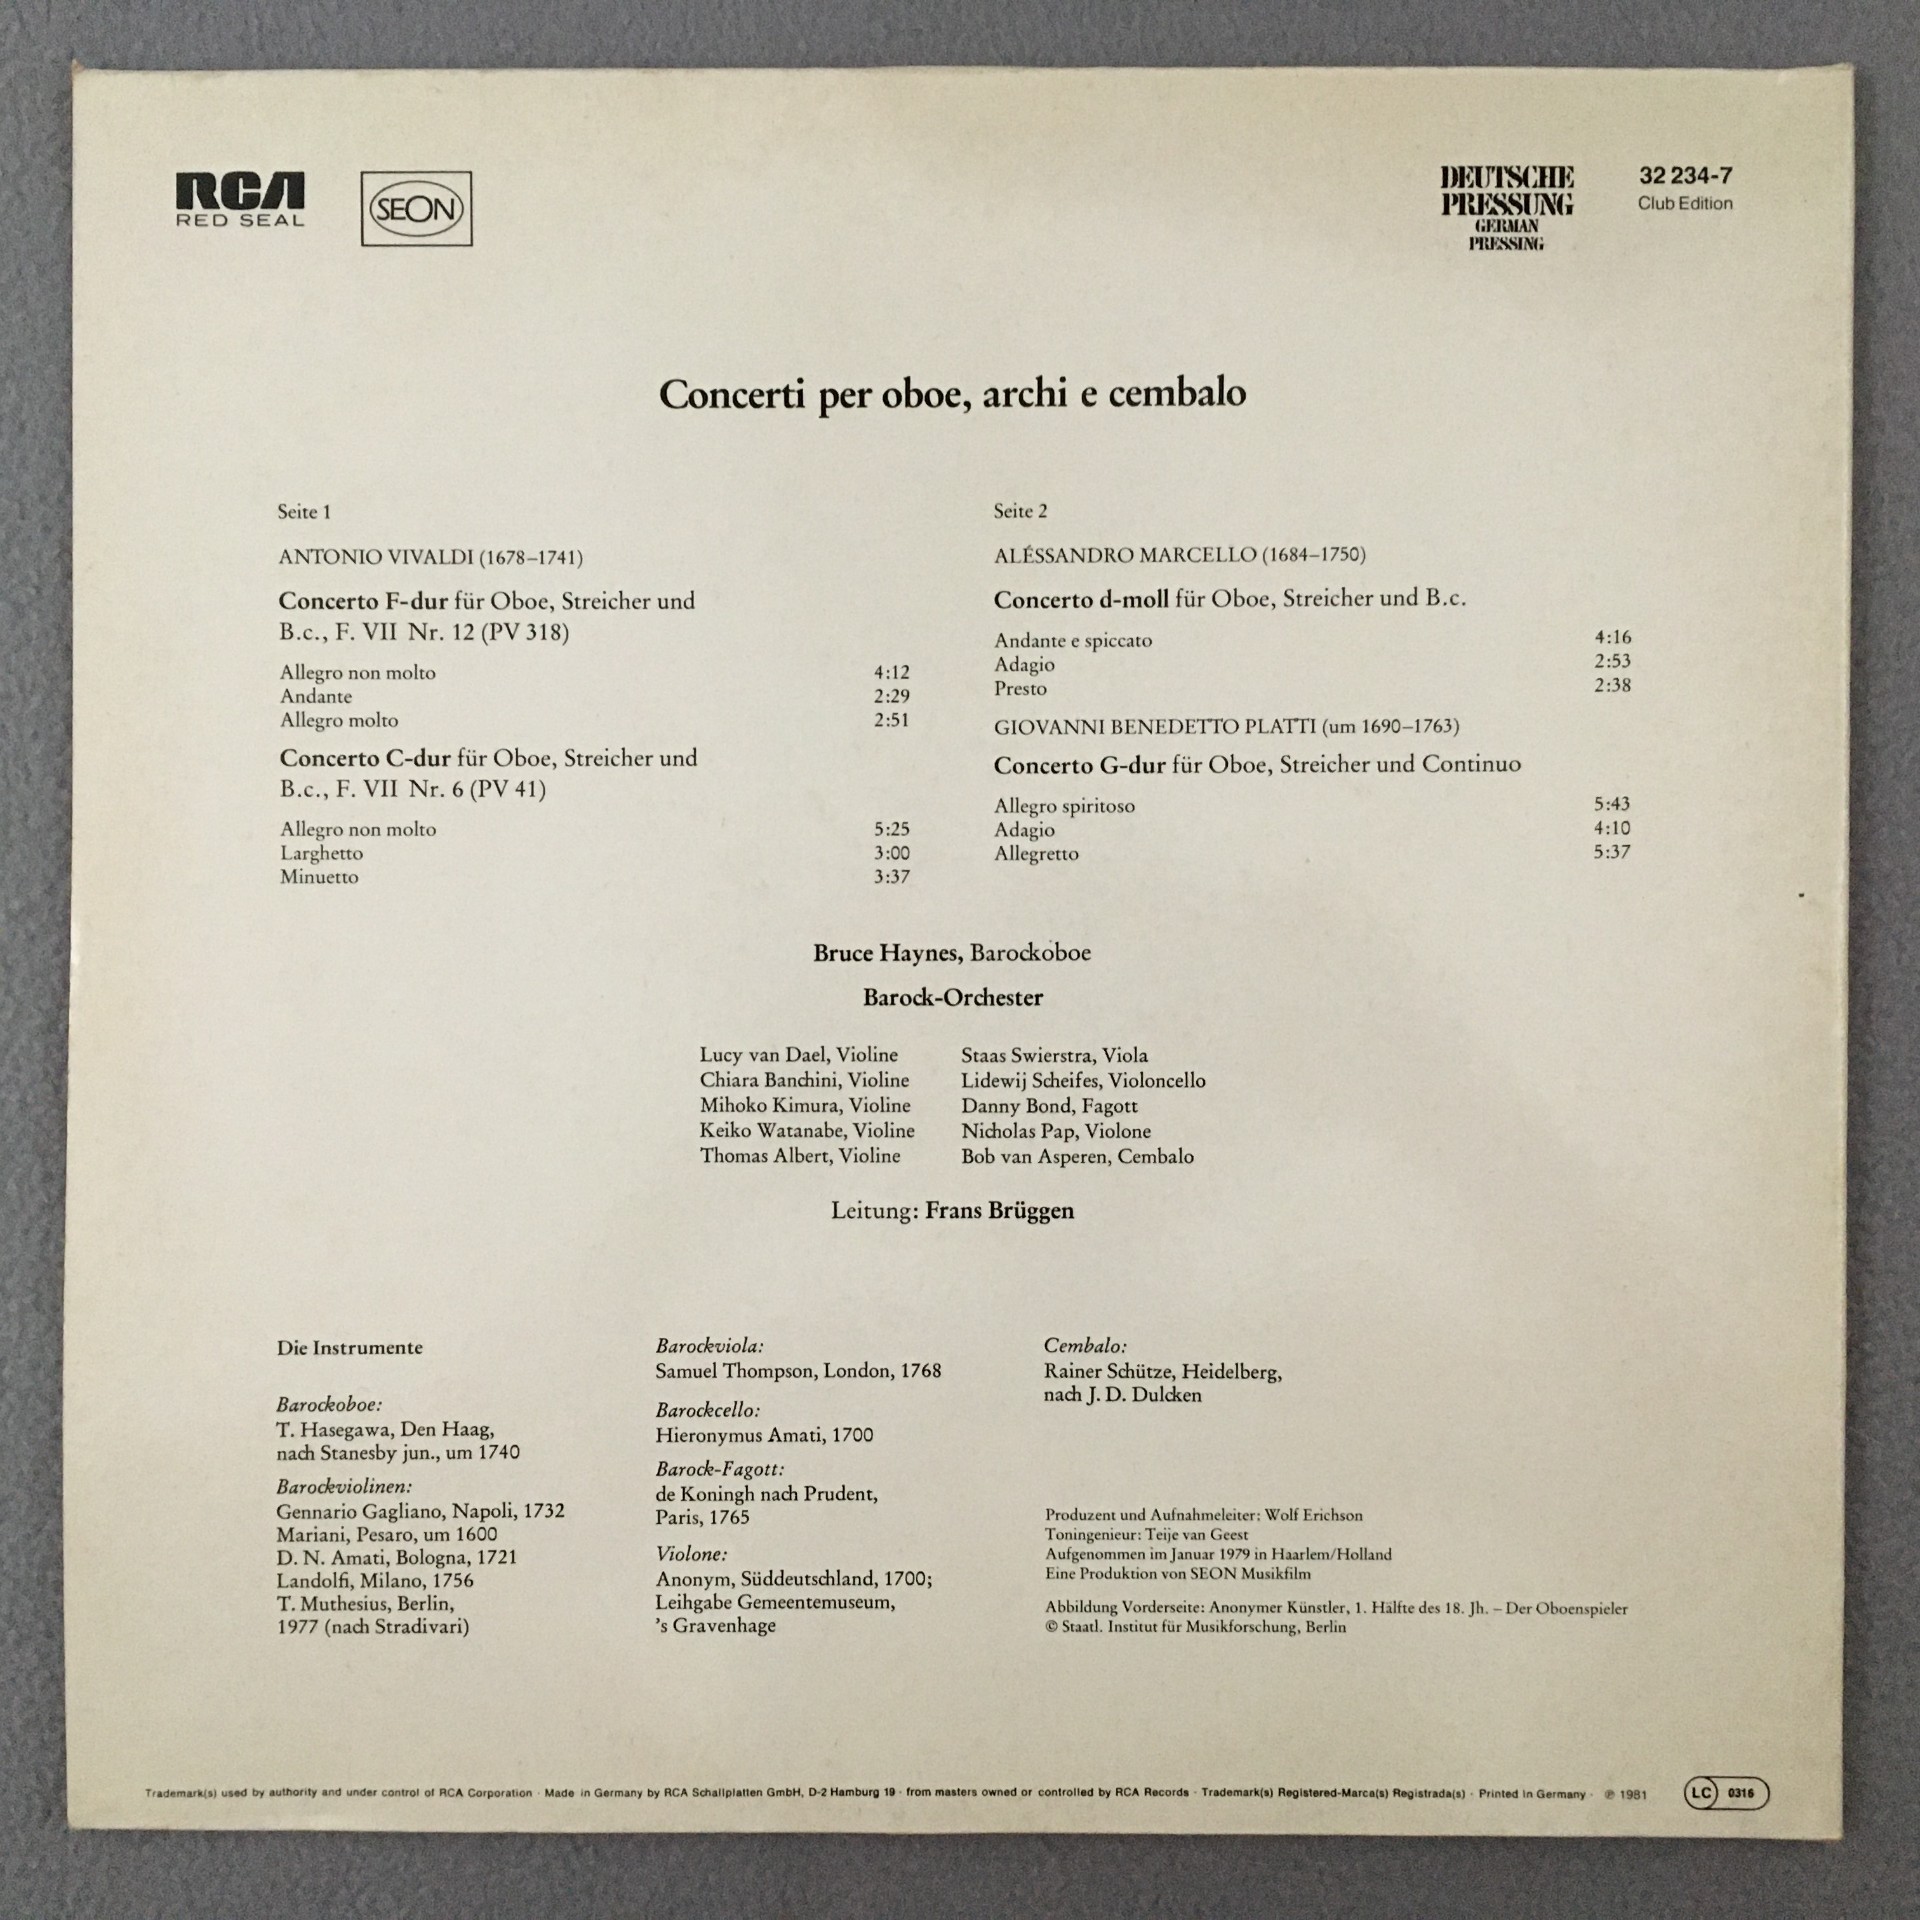 RCA
RED SEAL
SEON
DEUTSCHE
PRESSUNG
GERMAN
PRESSING
32 234-7
Club Edition
Concerti per oboe, archi e cembalo
Seite 1
ANTONIO VIVALDI (1678–1741)
Concerto F-dur für Oboe, Streicher und
B.c., F. VII Nr. 12 (PV 318)
Allegro non molto 4:12
Andante 2:29
Allegro molto 2:51
Concerto C-dur für Oboe, Streicher und
B.c., F. VII Nr. 6 (PV 41)
Allegro non molto 5:25
Larghetto 3:00
Minuetto 3:37
Seite 2
ALÉSSANDRO MARCELLO (1684–1750)
Concerto d-moll für Oboe, Streicher und B.c.
Andante e spiccato 4:16
Adagio 2:53
Presto 2:38
GIOVANNI BENEDETTO PLATTI (um 1690–1763)
Concerto G-dur für Oboe, Streicher und Continuo
Allegro spiritoso 5:43
Adagio 4:10
Allegretto 5:37
Bruce Haynes, Barockoboe
Barock-Orchester
Lucy van Dael, Violine
Chiara Banchini, Violine
Mihoko Kimura, Violine
Keiko Watanabe, Violine
Thomas Albert, Violine
Staas Swierstra, Viola
Lidewij Scheifes, Violoncello
Danny Bond, Fagott
Nicholas Pap, Violone
Bob van Asperen, Cembalo
Leitung: Frans Brüggen
Die Instrumente
Barockoboe:
T. Hasegawa, Den Haag,
nach Stanesby jun., um 1740
Barockviolinen:
Gennario Gagliano, Napoli, 1732
Mariani, Pesaro, um 1600
D. N. Amati, Bologna, 1721
Landolfi, Milano, 1756
T. Muthesius, Berlin,
1977 (nach Stradivari)
Barockviola:
Samuel Thompson, London, 1768
Barockcello:
Hieronymus Amati, 1700
Barock-Fagott:
de Koningh nach Prudent,
Paris, 1765
Violone:
Anonym, Süddeutschland, 1700;
Leihgabe Gemeentemuseum,
's Gravenhage
Cembalo:
Rainer Schütze, Heidelberg,
nach J. D. Dulcken
Produzent und Aufnahmeleiter: Wolf Erichson
Toningenieur: Teije van Geest
Aufgenommen im Januar 1979 in Haarlem/Holland
Eine Produktion von SEON Musikfilm
Abbildung Vorderseite: Anonymer Künstler, 1. Hälfte des 18. Jh. – Der Oboenspieler
© Staatl. Institut für Musikforschung, Berlin
Trademark(s) used by authority and under control of RCA Corporation · Made in Germany by RCA Schallplatten GmbH, D-2 Hamburg 19 · from masters owned or controlled by RCA Records · Trademark(s) Registered-Marca(s) Registrada(s) · Printed in Germany · ℗ 1981
LC 0316